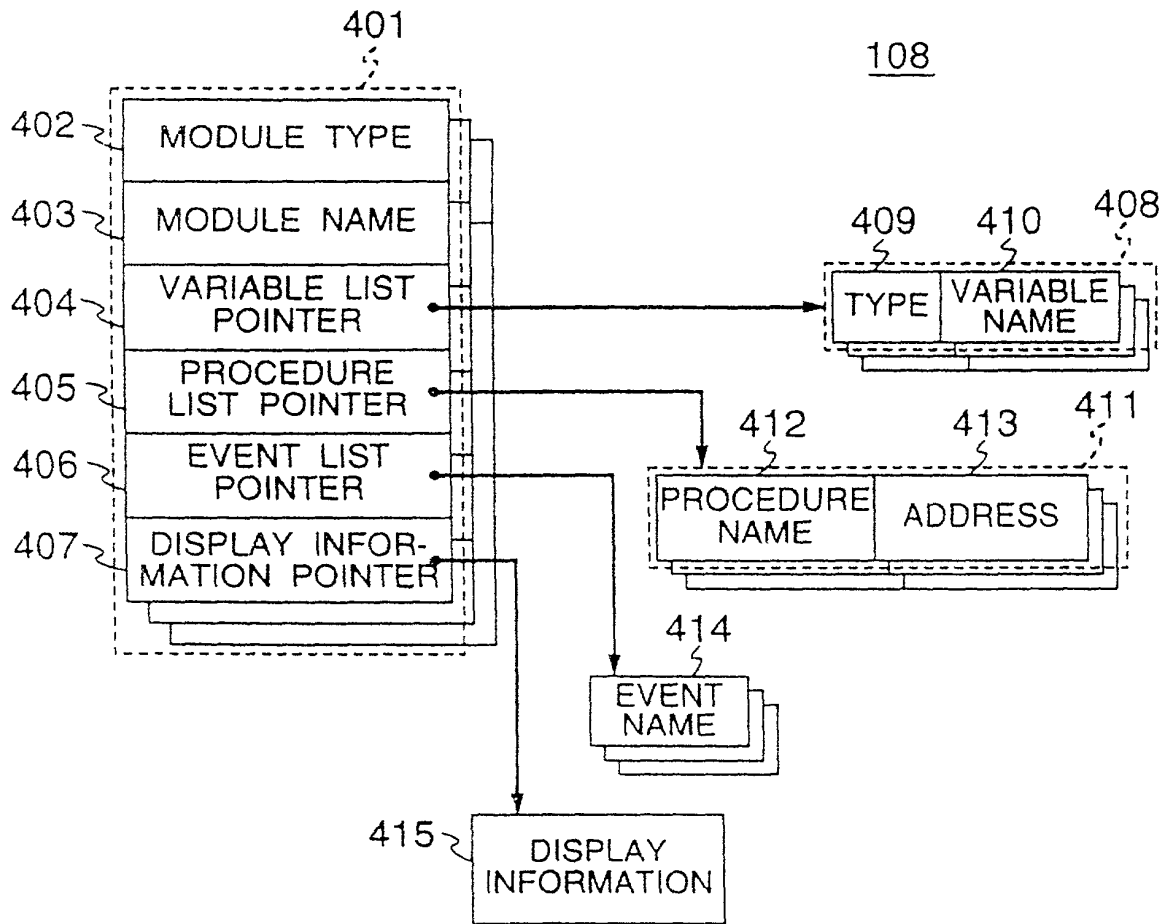 401
108
402
MODULE TYPE
403
MODULE NAME
404
VARIABLE LIST
POINTER
405
PROCEDURE
LIST POINTER
406
EVENT LIST
POINTER
407
DISPLAY INFOR-
MATION POINTER
408
409
410
TYPE
VARIABLE
NAME
411
412
413
PROCEDURE
NAME
ADDRESS
414
EVENT
NAME
415
DISPLAY
INFORMATION